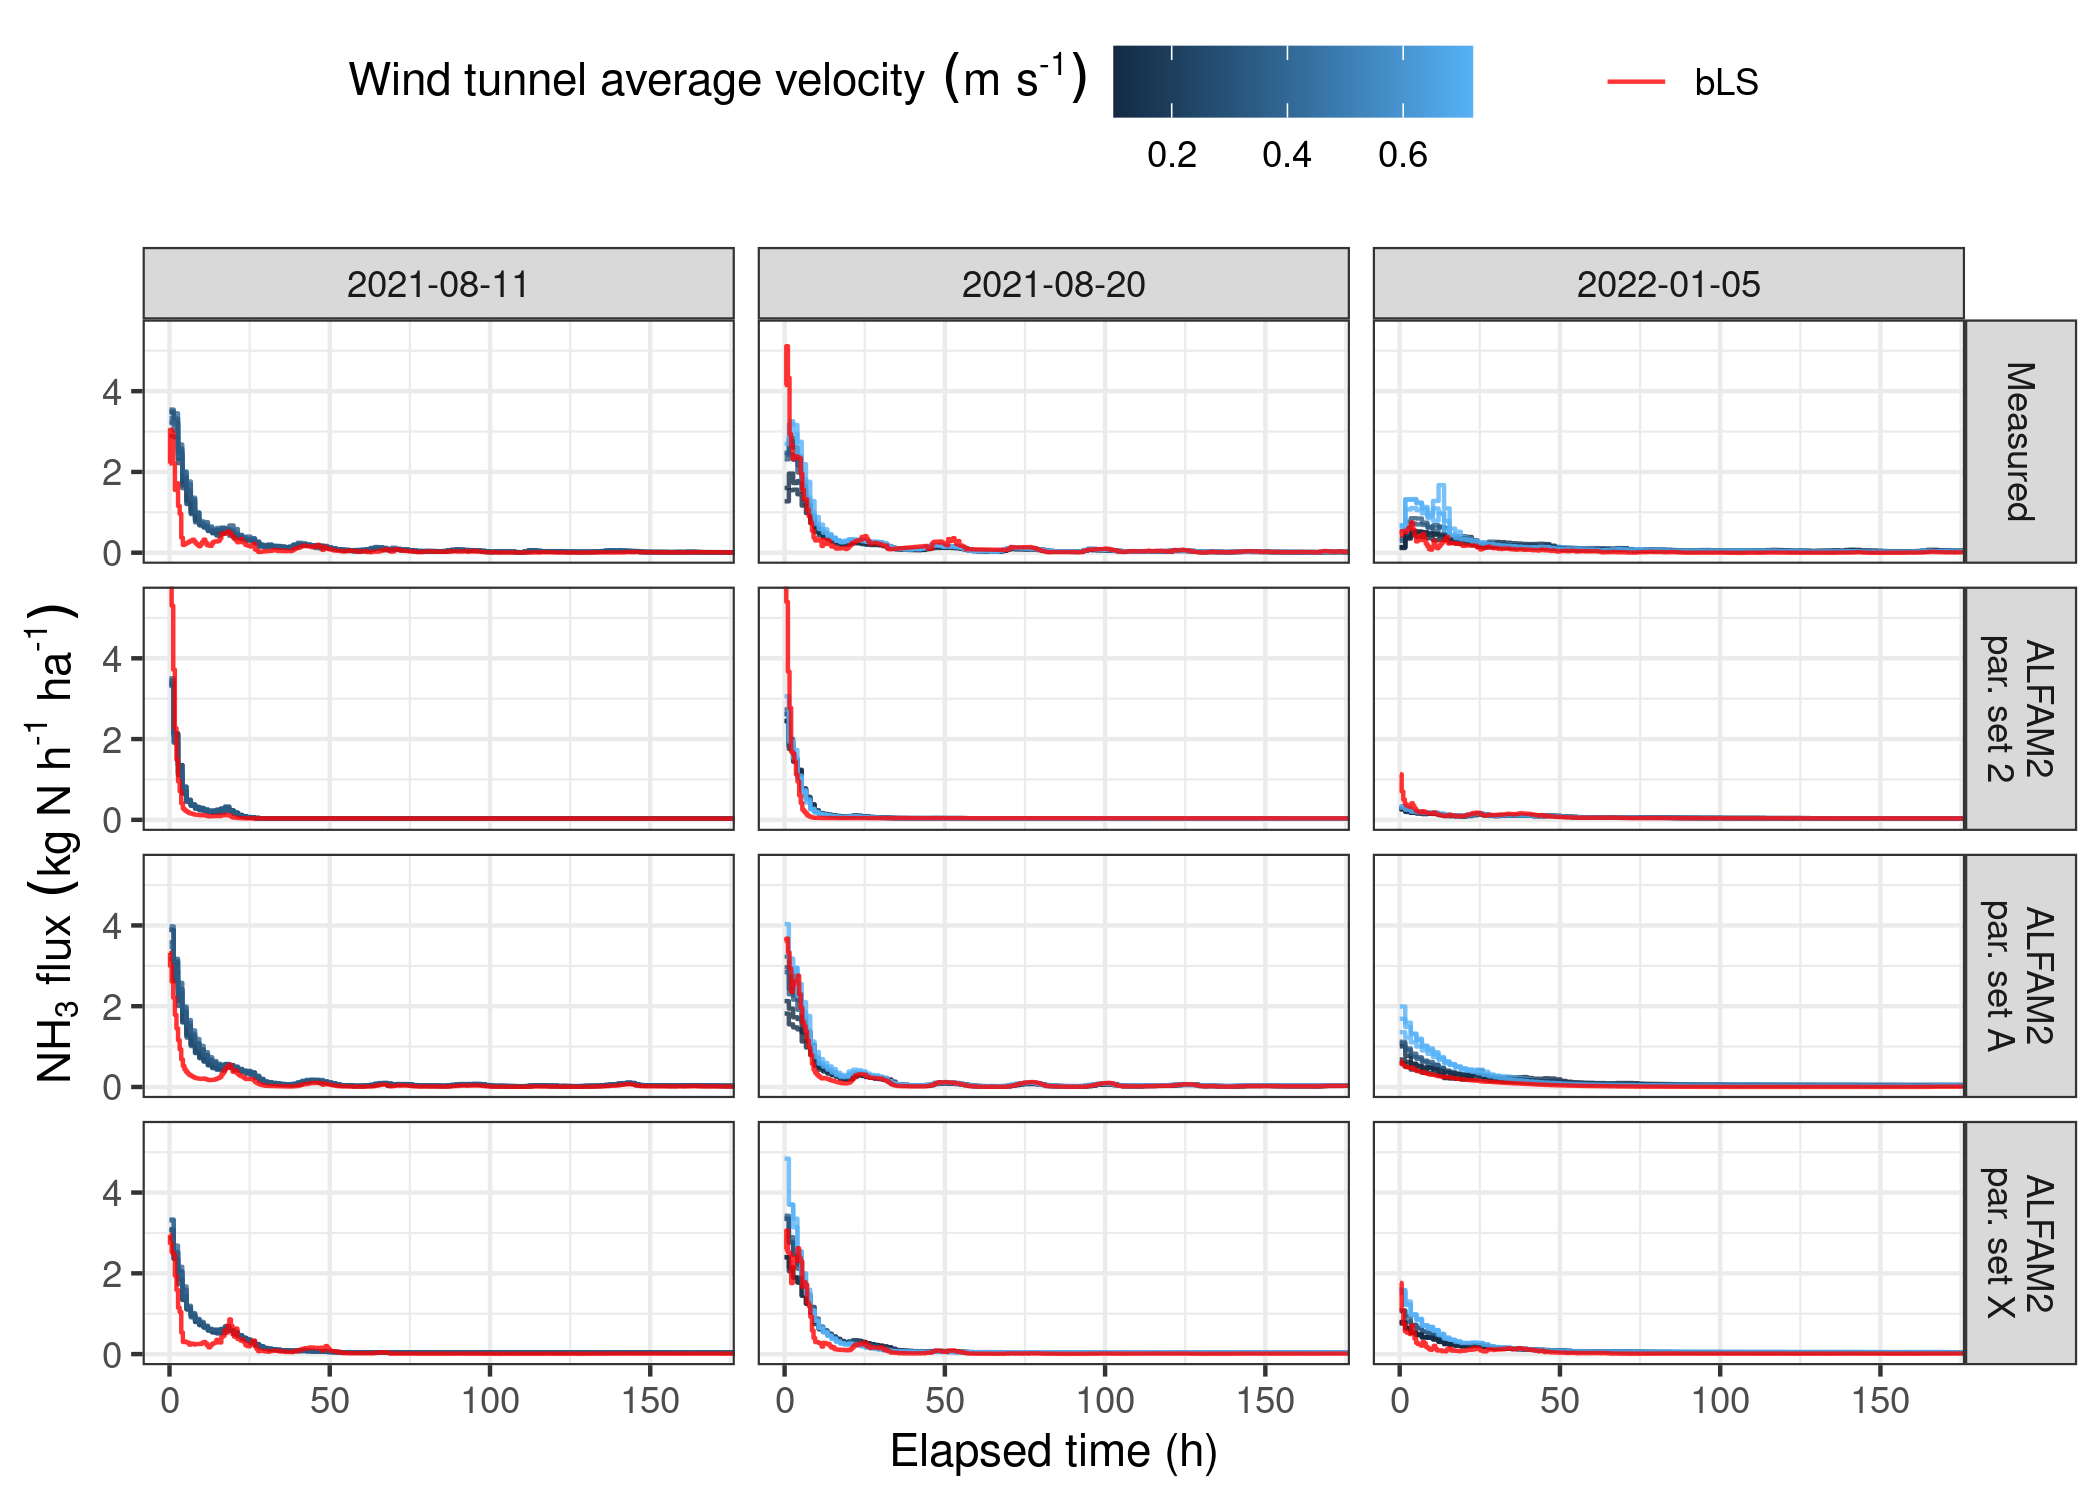 Wind tunnel average velocity (m s⁻¹)
0.2 0.4 0.6
bLS
2021-08-11 2021-08-20 2022-01-05
NH₃ flux (kg N h⁻¹ ha⁻¹)
4
2
0
Measured
4
2
0
ALFAM2
par. set 2
4
2
0
ALFAM2
par. set A
4
2
0
ALFAM2
par. set X
0 50 100 150 0 50 100 150 0 50 100 150
Elapsed time (h)